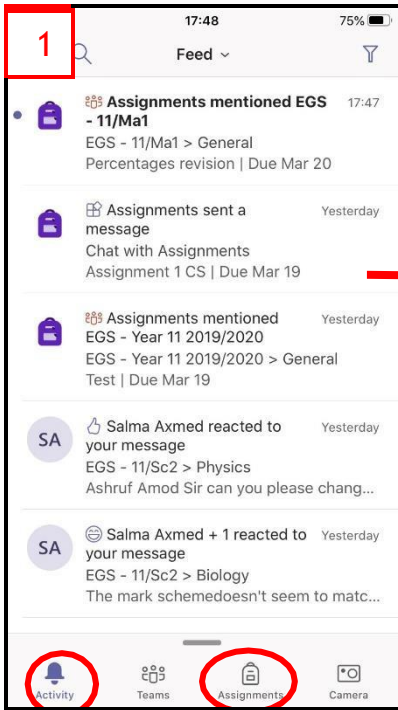 1
17:48
75%
Feed
Assignments mentioned EGS 17:47
- 11/Ma1
EGS - 11/Ma1 > General
Percentages revision | Due Mar 20
Assignments sent a Yesterday
message
Chat with Assignments
Assignment 1 CS | Due Mar 19
Assignments mentioned Yesterday
EGS - Year 11 2019/2020
EGS - Year 11 2019/2020 > General
Test | Due Mar 19
SA
Salma Axmed reacted to Yesterday
your message
EGS - 11/Sc2 > Physics
Ashruf Amod Sir can you please chang...
SA
Salma Axmed + 1 reacted to Yesterday
your message
EGS - 11/Sc2 > Biology
The mark schemedoesn't seem to matc...
Activity Teams Assignments Camera